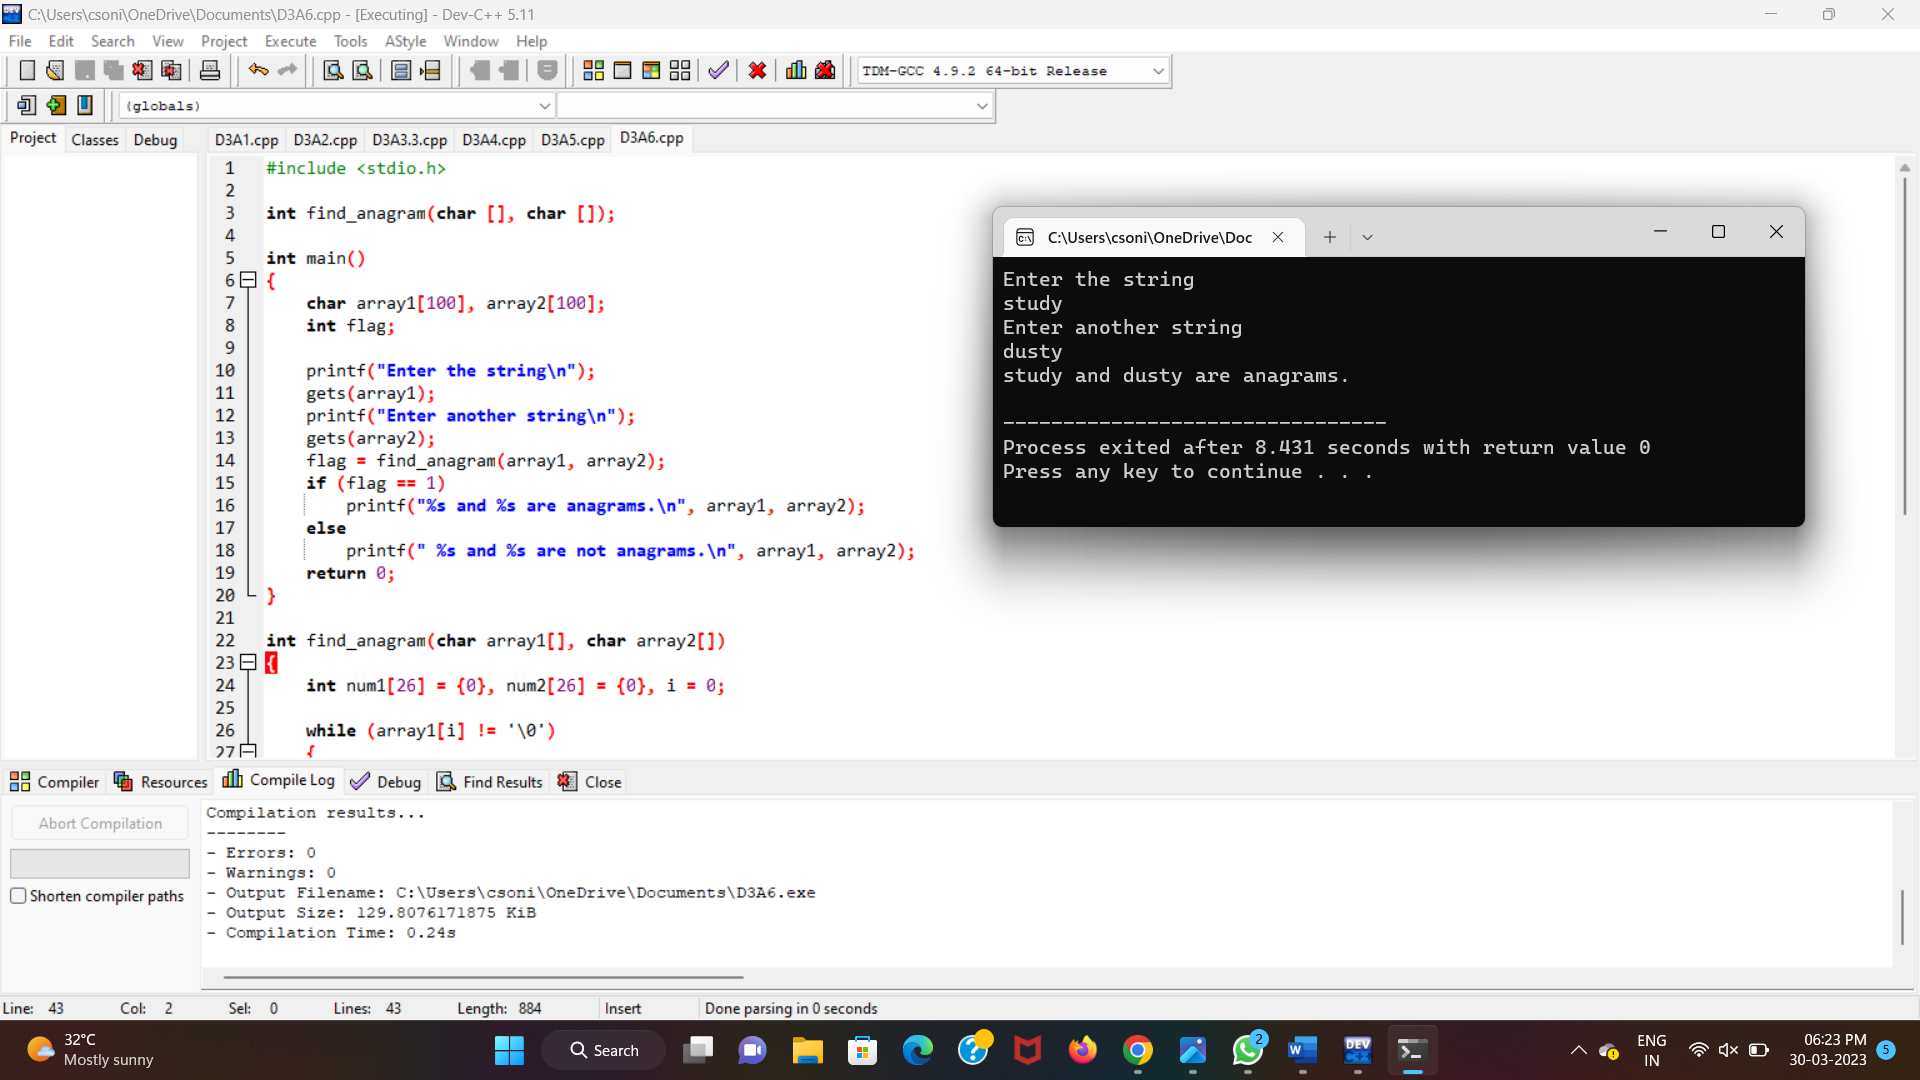 C:\Users\csoni\OneDrive\Documents\D3A6.cpp - [Executing] - Dev-C++ 5.11
File Edit Search View Project Execute Tools AStyle Window Help
TDM-GCC 4.9.2 64-bit Release
(globals)
Project Classes Debug D3A1.cpp D3A2.cpp D3A3.3.cpp D3A4.cpp D3A5.cpp D3A6.cpp
1 #include <stdio.h>
2
3 int find_anagram(char [], char []);
4
5 int main()
6 {
7 char array1[100], array2[100];
8 int flag;
9
10 printf("Enter the string\n");
11 gets(array1);
12 printf("Enter another string\n");
13 gets(array2);
14 flag = find_anagram(array1, array2);
15 if (flag == 1)
16 printf("%s and %s are anagrams.\n", array1, array2);
17 else
18 printf(" %s and %s are not anagrams.\n", array1, array2);
19 return 0;
20 }
21
22 int find_anagram(char array1[], char array2[])
23 {
24 int num1[26] = {0}, num2[26] = {0}, i = 0;
25
26 while (array1[i] != '\0')
27 {
C:\Users\csoni\OneDrive\Doc
Enter the string
study
Enter another string
dusty
study and dusty are anagrams.
--------------------------------
Process exited after 8.431 seconds with return value 0
Press any key to continue . . .
Compiler Resources Compile Log Debug Find Results Close
Abort Compilation
Shorten compiler paths
Compilation results...
--------
- Errors: 0
- Warnings: 0
- Output Filename: C:\Users\csoni\OneDrive\Documents\D3A6.exe
- Output Size: 129.8076171875 KiB
- Compilation Time: 0.24s
Line: 43 Col: 2 Sel: 0 Lines: 43 Length: 884 Insert Done parsing in 0 seconds
32°C
Mostly sunny
Search
2
W
DEV
C++
ENG
IN
06:23 PM
30-03-2023
5